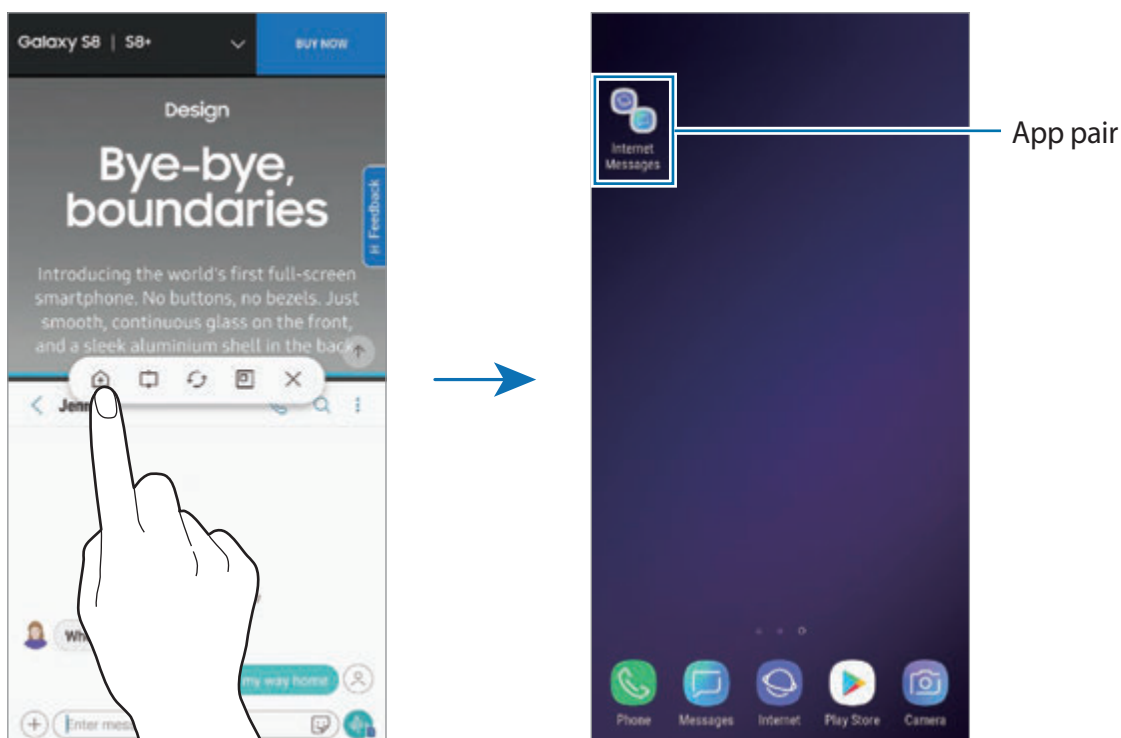 Galaxy S8 | S8+
BUY NOW
Design
Bye-bye,
boundaries
Feedback
Introducing the world's first full-screen
smartphone. No buttons, no bezels. Just
smooth, continuous glass on the front,
and a sleek aluminium shell in the back.
my way home
Enter
Internet
Messages
App pair
Phone
Messages
Internet
Play Store
Camera